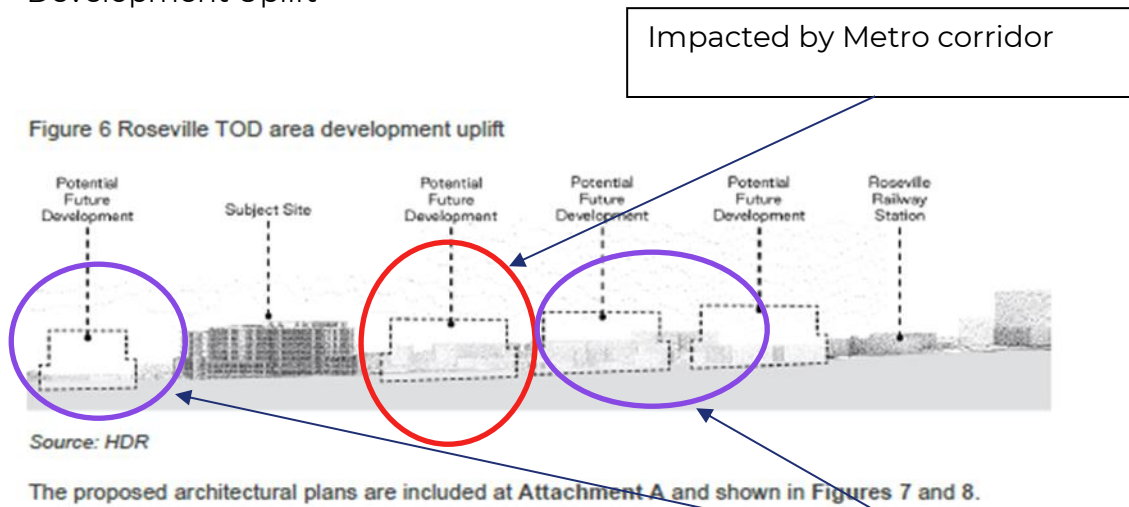 Development Uplift
Impacted by Metro corridor
Figure 6 Roseville TOD area development uplift
Potential
Future
Development
Subject Site
Potential
Future
Development
Potential
Future
Development
Potential
Future
Development
Roseville
Railway
Station
Source: HDR
The proposed architectural plans are included at Attachment A and shown in Figures 7 and 8.